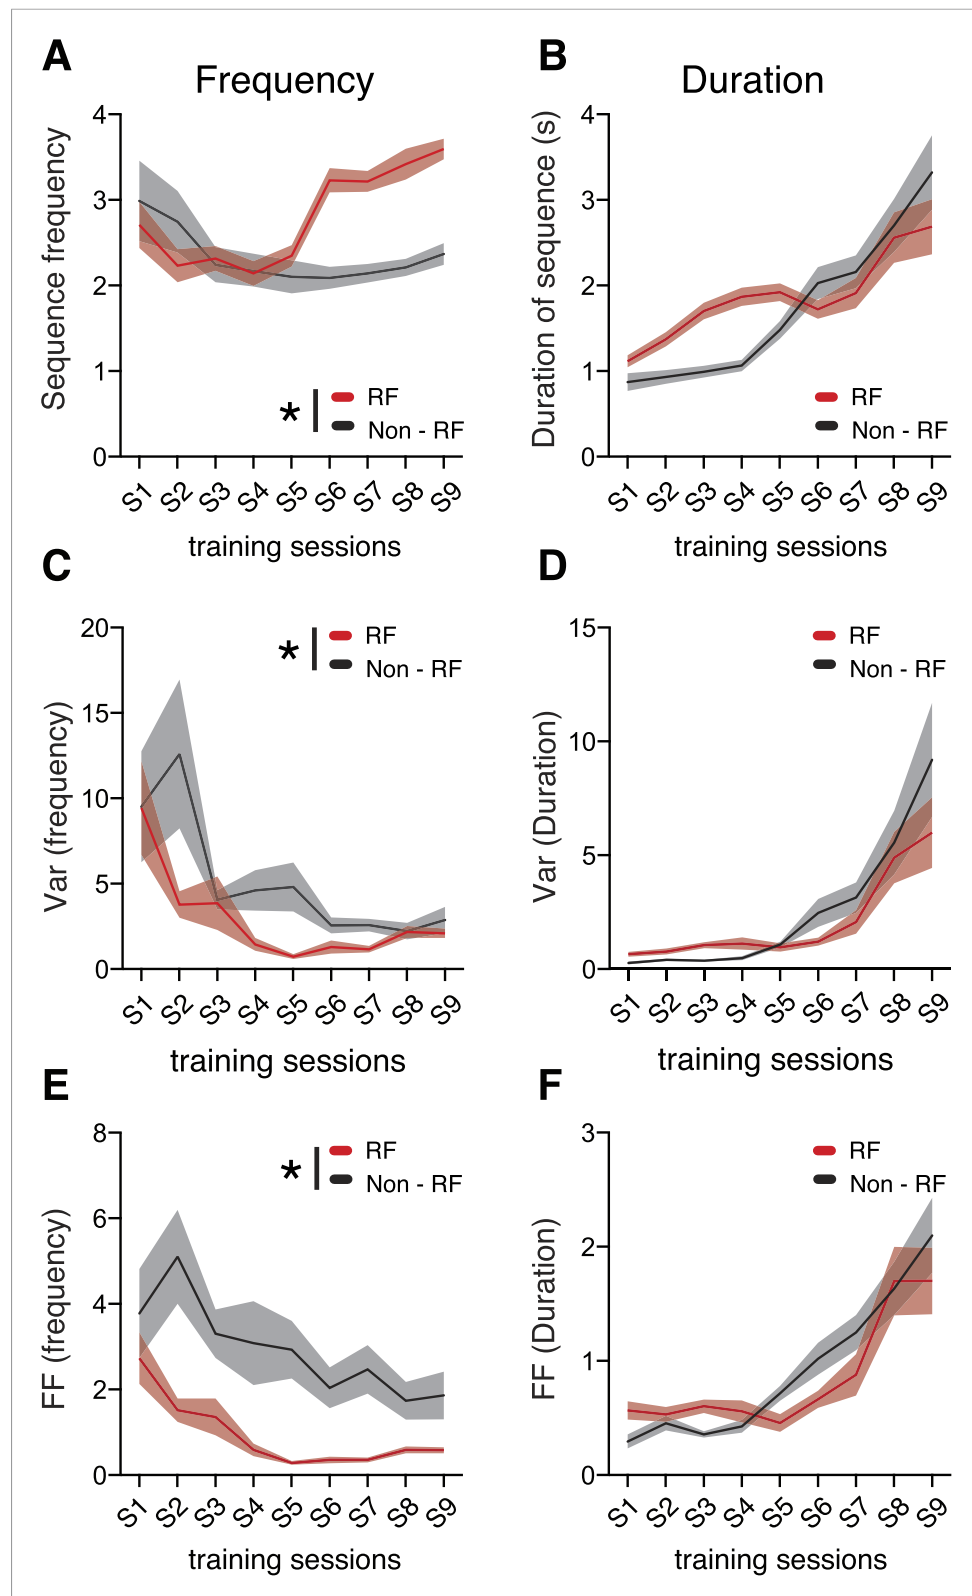 A
Frequency
Sequence frequency
4
3
2
1
0
*
RF
Non - RF
S1 S2 S3 S4 S5 S6 S7 S8 S9
training sessions
B
Duration
Duration of sequence (s)
4
3
2
1
0
RF
Non - RF
S1 S2 S3 S4 S5 S6 S7 S8 S9
training sessions
C
Var (frequency)
20
15
10
5
0
*
RF
Non - RF
S1 S2 S3 S4 S5 S6 S7 S8 S9
training sessions
D
Var (Duration)
15
10
5
0
RF
Non - RF
S1 S2 S3 S4 S5 S6 S7 S8 S9
training sessions
E
FF (frequency)
8
6
4
2
0
*
RF
Non - RF
S1 S2 S3 S4 S5 S6 S7 S8 S9
training sessions
F
FF (Duration)
3
2
1
0
RF
Non - RF
S1 S2 S3 S4 S5 S6 S7 S8 S9
training sessions